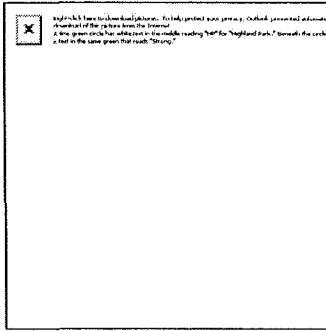 Right-click here to download pictures. To help protect your privacy, Outlook prevented automatic
download of this picture from the Internet.
A lime green circle has white text in the middle reading "HP" for "Highland Park." Beneath the circle
is text in the same green that reads "Strong."